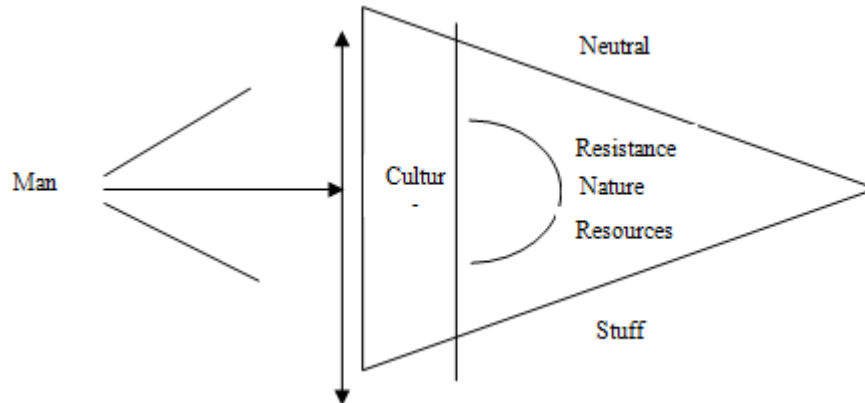 Neutral
Resistance
Man
Cultur
-
Nature
Resources
Stuff